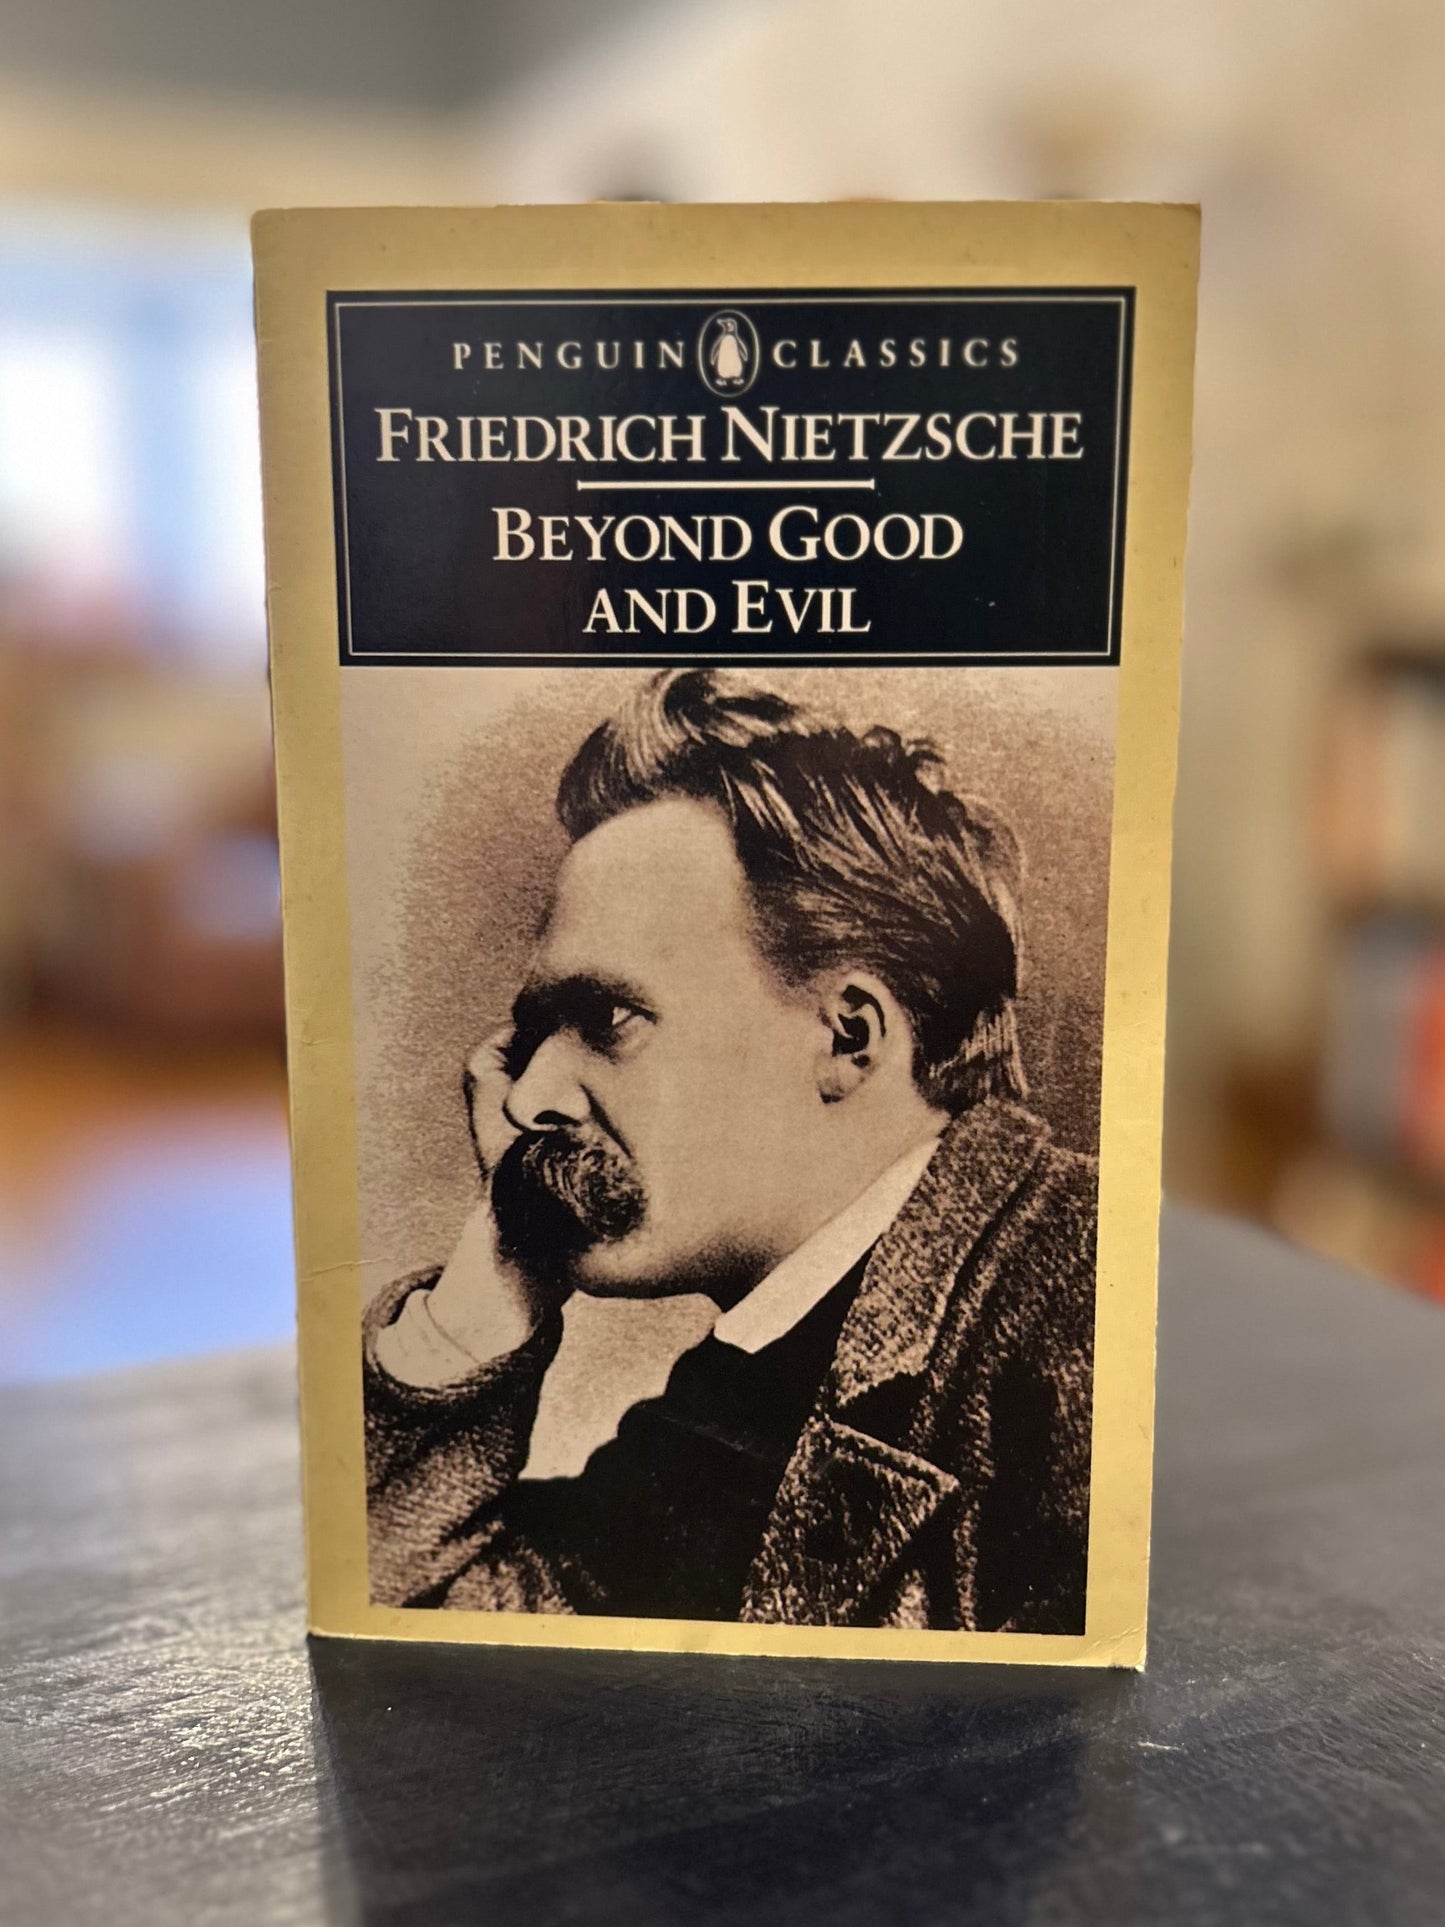 PENGUIN CLASSICS
FRIEDRICH NIETZSCHE
BEYOND GOOD
AND EVIL